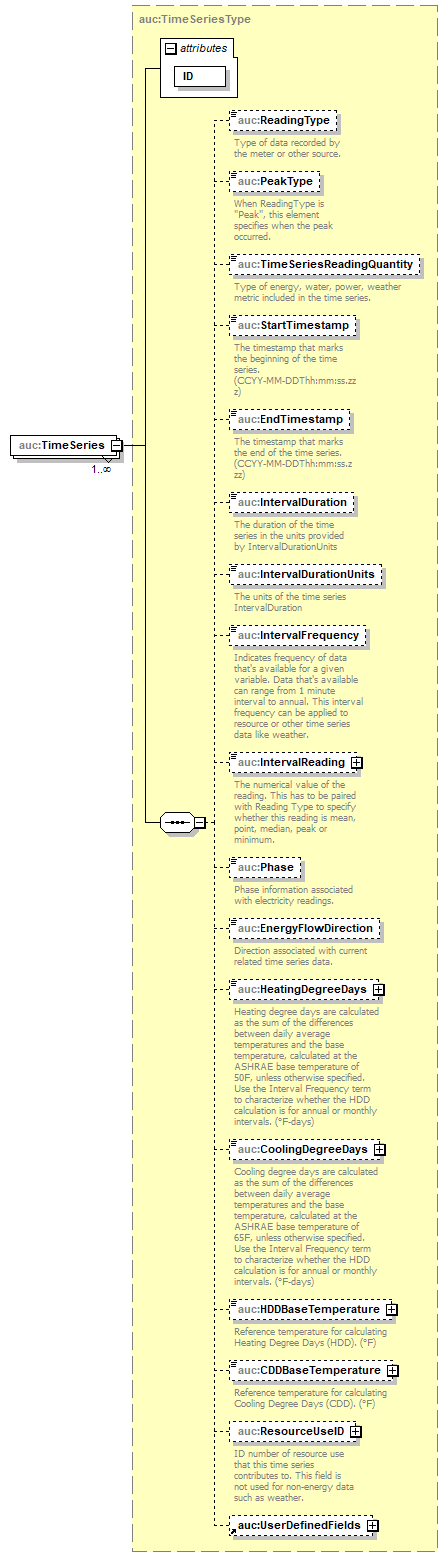 auc:TimeSeriesType
attributes
ID
auc:ReadingType
Type of data recorded by
the meter or other source.
auc:PeakType
When ReadingType is
"Peak", this element
specifies when the peak
occurred.
auc:TimeSeriesReadingQuantity
Type of energy, water, power, weather
metric included in the time series.
auc:StartTimestamp
The timestamp that marks
the beginning of the time
series.
(CCYY-MM-DDThh:mm:ss.zz
z)
auc:EndTimestamp
The timestamp that marks
the end of the time series.
(CCYY-MM-DDThh:mm:ss.z
zz)
auc:TimeSeries
1..∞
auc:IntervalDuration
The duration of the time
series in the units provided
by IntervalDurationUnits
auc:IntervalDurationUnits
The units of the time series
IntervalDuration
auc:IntervalFrequency
Indicates frequency of data
that's available for a given
variable. Data that's available
can range from 1 minute
interval to annual. This interval
frequency can be applied to
resource or other time series
data like weather.
auc:IntervalReading
The numerical value of the
reading. This has to be paired
with Reading Type to specify
whether this reading is mean,
point, median, peak or
minimum.
auc:Phase
Phase information associated
with electricity readings.
auc:EnergyFlowDirection
Direction associated with current
related time series data.
auc:HeatingDegreeDays
Heating degree days are calculated
as the sum of the differences
between daily average
temperatures and the base
temperature, calculated at the
ASHRAE base temperature of
50F, unless otherwise specified.
Use the Interval Frequency term
to characterize whether the HDD
calculation is for annual or monthly
intervals. (°F-days)
auc:CoolingDegreeDays
Cooling degree days are calculated
as the sum of the differences
between daily average
temperatures and the base
temperature, calculated at the
ASHRAE base temperature of
65F, unless otherwise specified.
Use the Interval Frequency term
to characterize whether the HDD
calculation is for annual or monthly
intervals. (°F-days)
auc:HDDBaseTemperature
Reference temperature for calculating
Heating Degree Days (HDD). (°F)
auc:CDDBaseTemperature
Reference temperature for calculating
Cooling Degree Days (CDD). (°F)
auc:ResourceUseID
ID number of resource use
that this time series
contributes to. This field is
not used for non-energy data
such as weather.
auc:UserDefinedFields